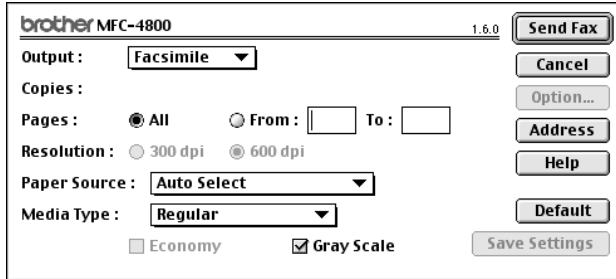 brother MFC-4800 1.6.0 Send Fax
Output : Facsimile Cancel
Copies : Option...
Pages : All From : To : Address
Resolution : 300 dpi 600 dpi Help
Paper Source : Auto Select
Media Type : Regular Default
Economy Gray Scale Save Settings